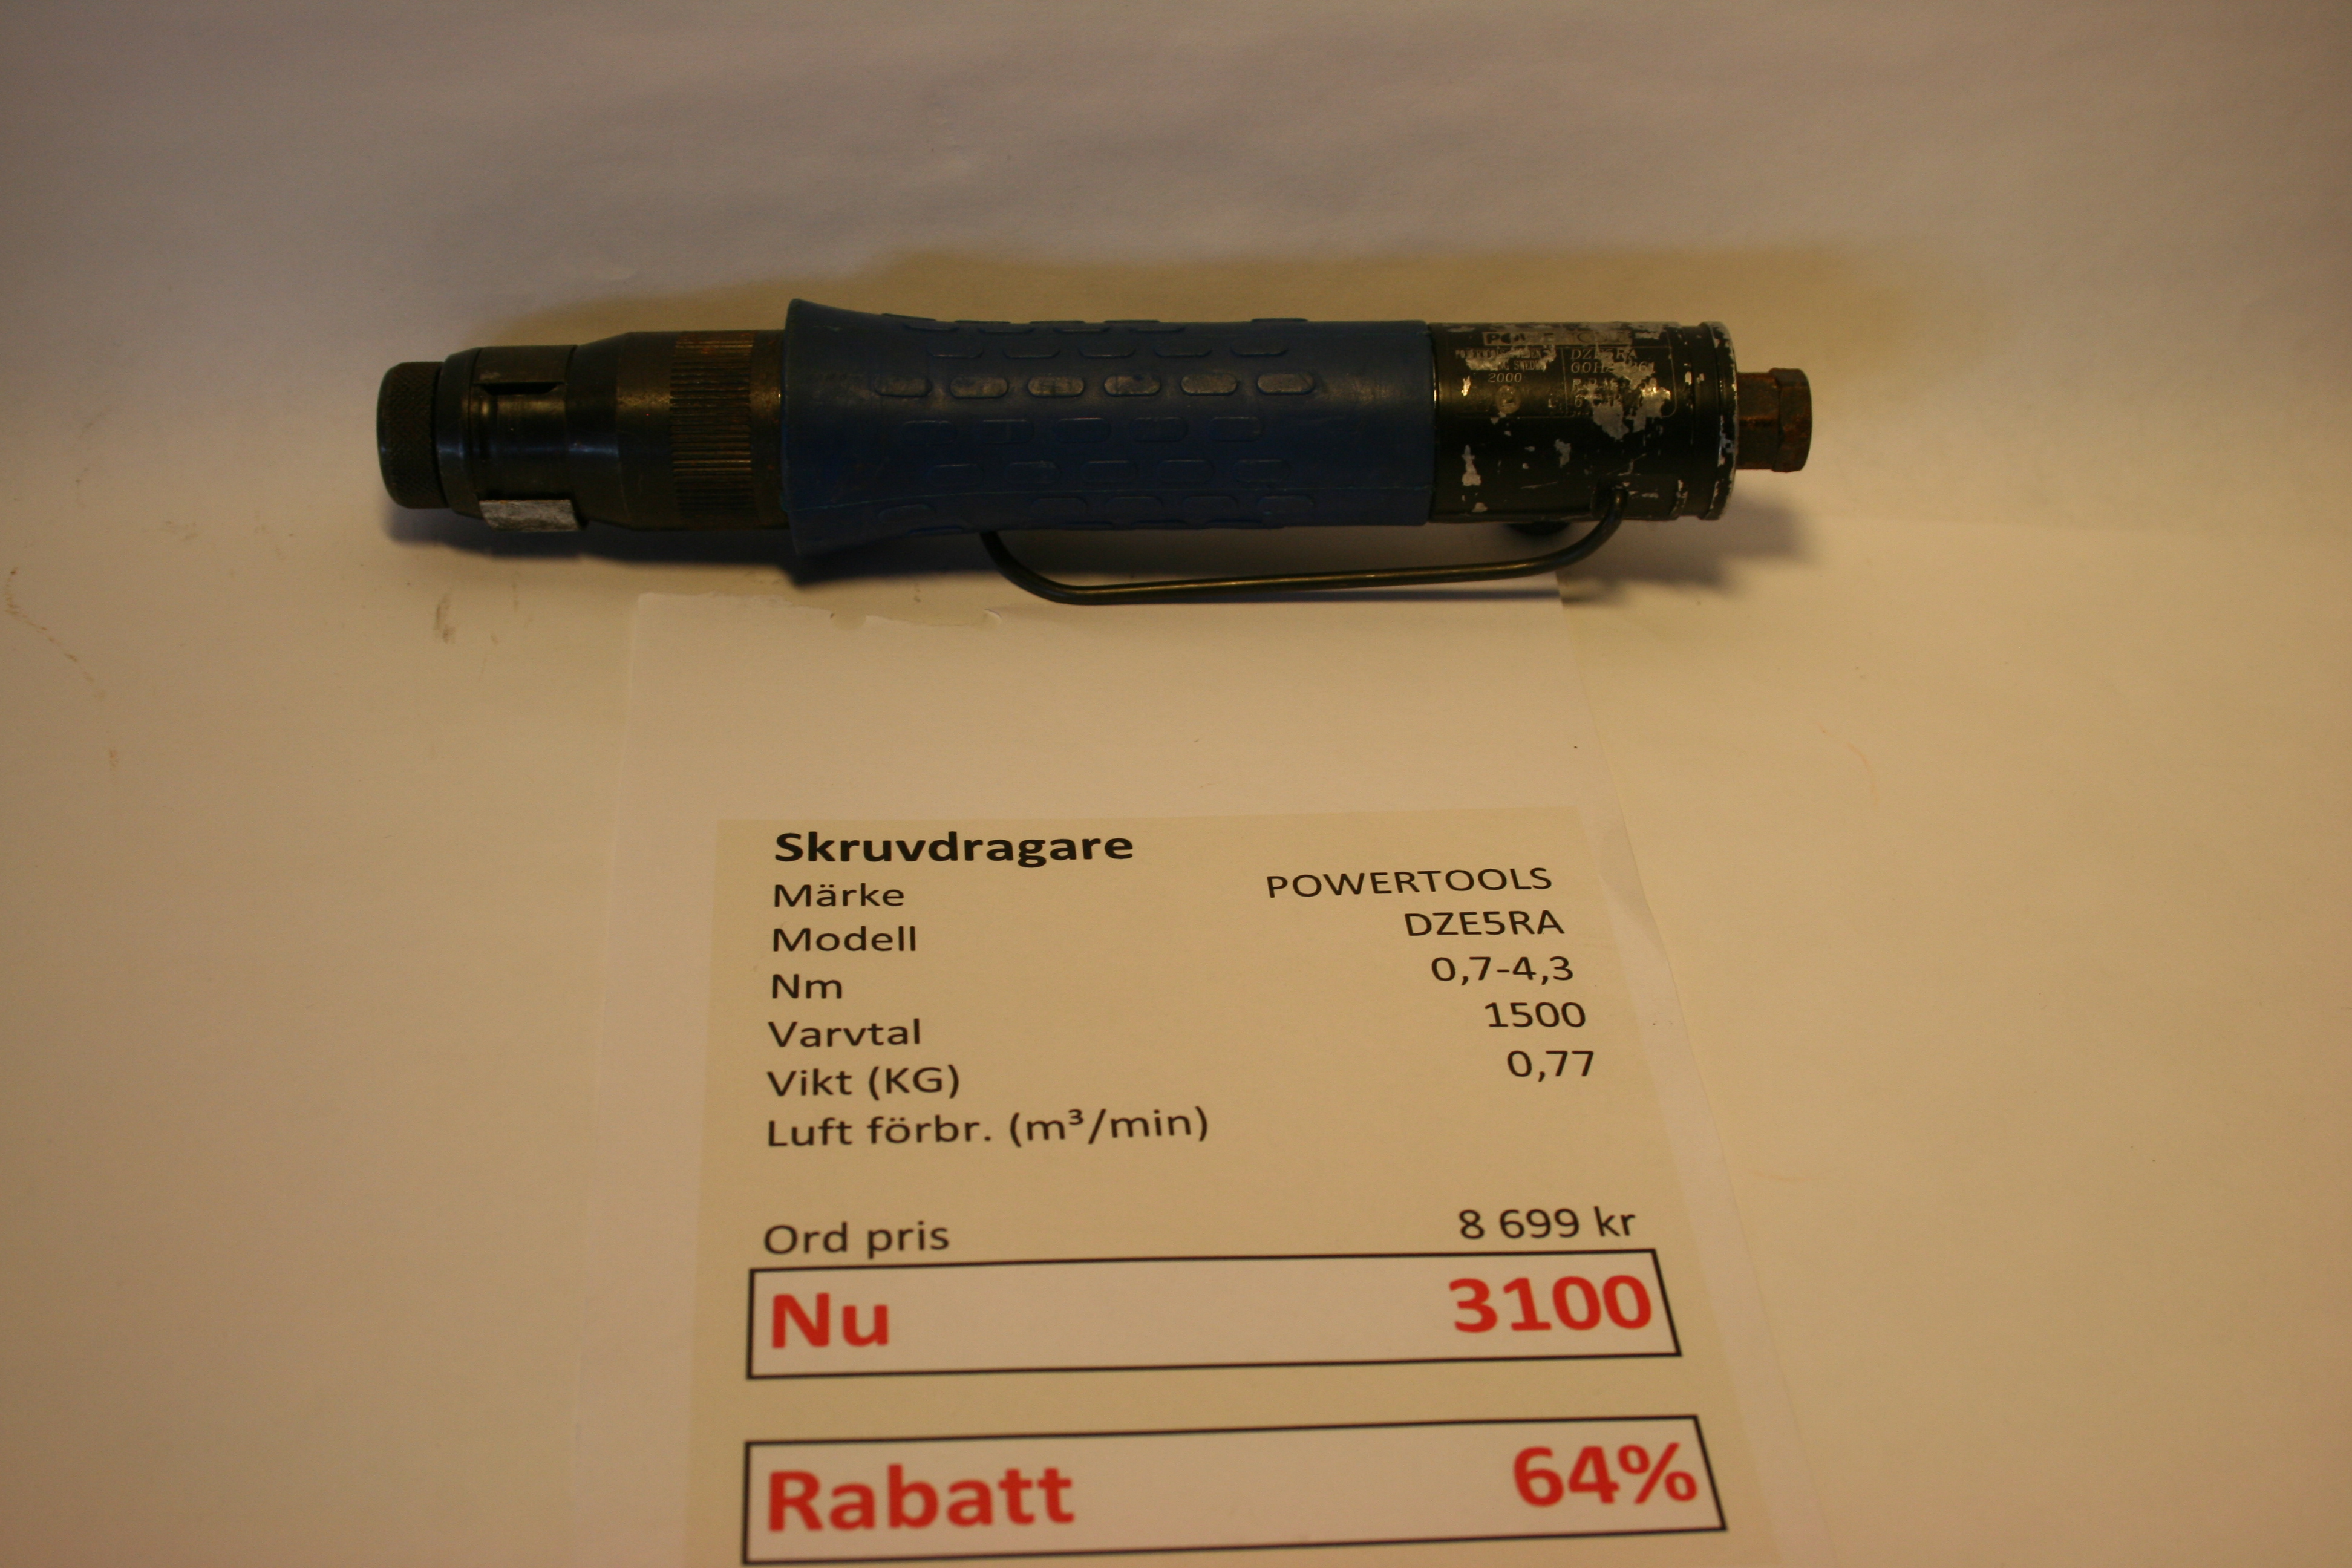 2000
Skruvdragare
Märke POWERTOOLS
Modell DZE5RA
Nm 0,7-4,3
Varvtal 1500
Vikt (KG) 0,77
Luft förbr. (m³/min)
Ord pris 8 699 kr
Nu 3100
Rabatt 64%